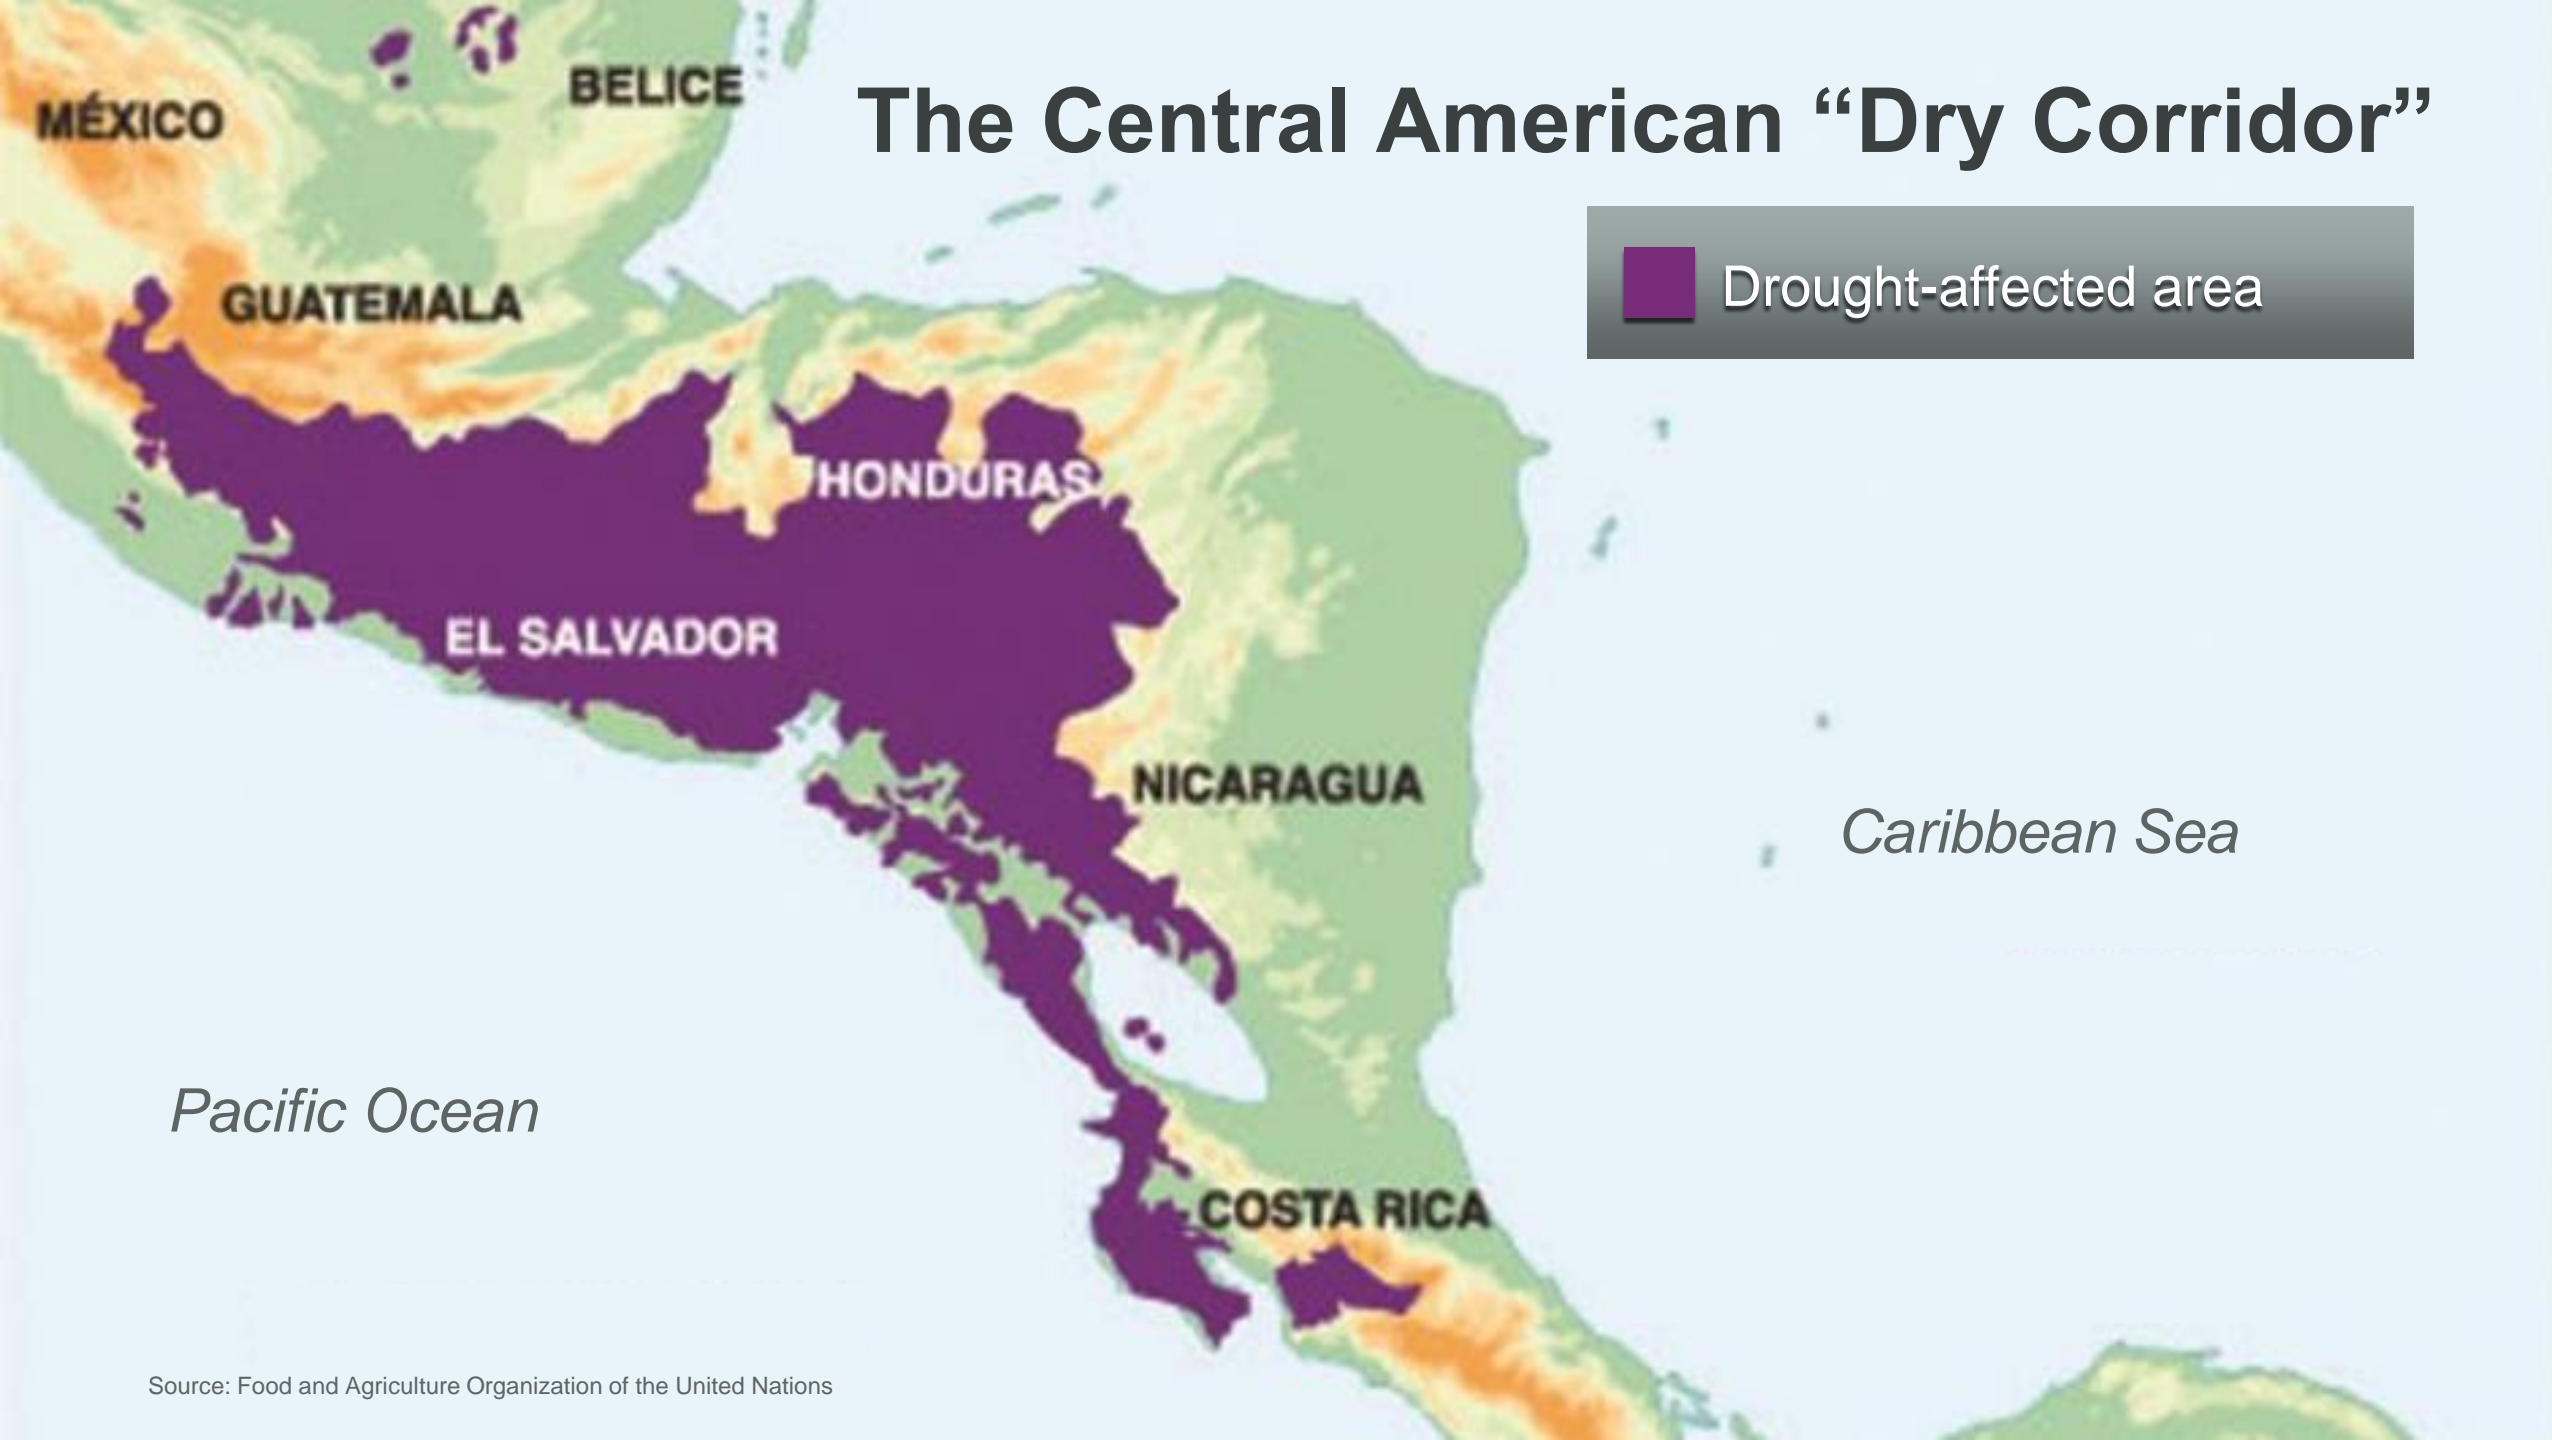 The Central American “Dry Corridor”
Drought-affected area
BELICE
MÉXICO
GUATEMALA
HONDURAS
EL SALVADOR
NICARAGUA
Caribbean Sea
Pacific Ocean
COSTA RICA
Source: Food and Agriculture Organization of the United Nations